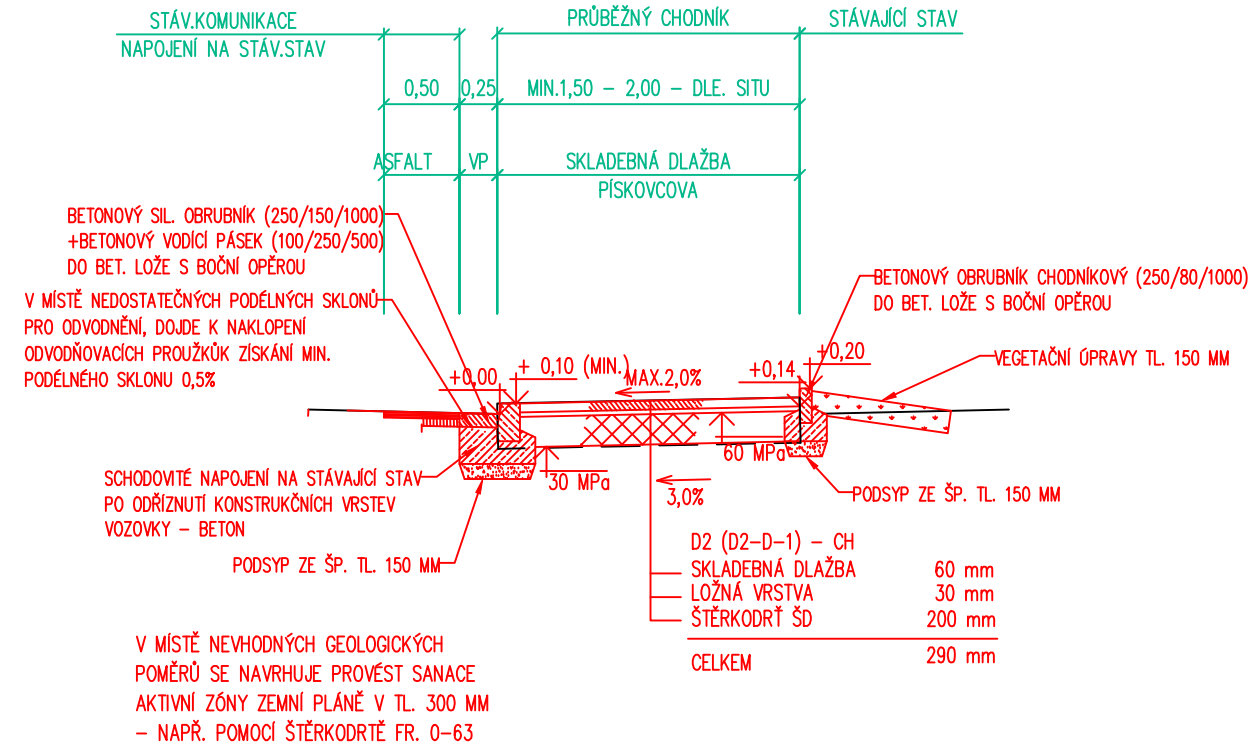 STÁV.KOMUNIKACE
NAPOJENÍ NA STÁV.STAV
PRŮBĚŽNÝ CHODNÍK
STÁVAJÍCÍ STAV
0,50
0,25
MIN.1,50 – 2,00 – DLE. SITU
ASFALT
VP
SKLADEBNÁ DLAŽBA
PÍSKOVCOVA
BETONOVÝ SIL. OBRUBNÍK (250/150/1000)
+BETONOVÝ VODÍCÍ PÁSEK (100/250/500)
DO BET. LOŽE S BOČNÍ OPĚROU
V MÍSTĚ NEDOSTATEČNÝCH PODÉLNÝCH SKLONŮ
PRO ODVODNĚNÍ, DOJDE K NAKLOPENÍ
ODVODŇOVACÍCH PROUŽKŮK ZÍSKÁNÍ MIN.
PODÉLNÉHO SKLONU 0,5%
BETONOVÝ OBRUBNÍK CHODNÍKOVÝ (250/80/1000)
DO BET. LOŽE S BOČNÍ OPĚROU
VEGETAČNÍ ÚPRAVY TL. 150 MM
+0,00
+ 0,10 (MIN.)
MAX.2,0%
+0,14
+0,20
30 MPa
60 MPa
3,0%
SCHODOVITÉ NAPOJENÍ NA STÁVAJÍCÍ STAV
PO ODŘÍZNUTÍ KONSTRUKČNÍCH VRSTEV
VOZOVKY – BETON
PODSYP ZE ŠP. TL. 150 MM
PODSYP ZE ŠP. TL. 150 MM
D2 (D2–D–1) – CH
SKLADEBNÁ DLAŽBA 60 mm
LOŽNÁ VRSTVA 30 mm
ŠTĚRKODRŤ ŠD 200 mm
CELKEM 290 mm
V MÍSTĚ NEVHODNÝCH GEOLOGICKÝCH
POMĚRŮ SE NAVRHUJE PROVÉST SANACE
AKTIVNÍ ZÓNY ZEMNÍ PLÁNĚ V TL. 300 MM
– NAPŘ. POMOCÍ ŠTĚRKODRTĚ FR. 0–63